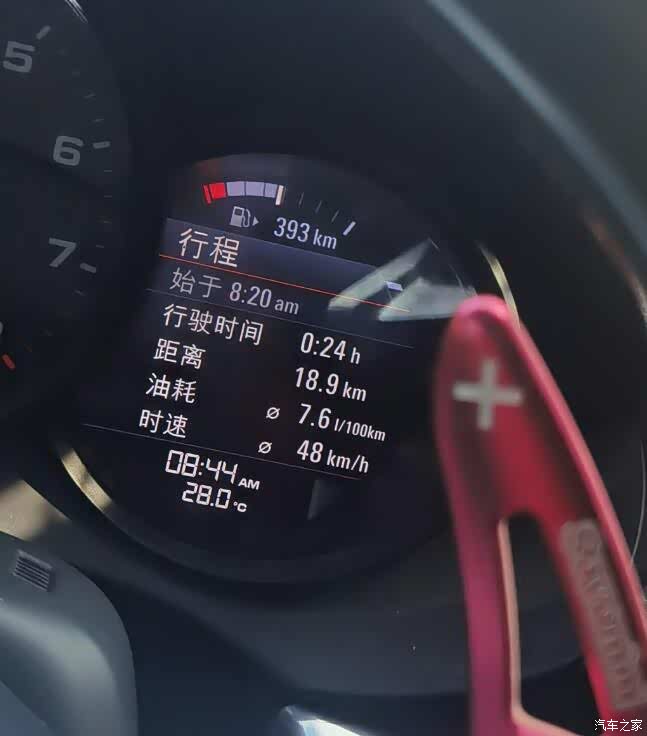 5
6
7
393 km
行程
始于 8:20 am
行驶时间 0:24 h
距离 18.9 km
油耗 ⌀ 7.6 l/100km
时速 ⌀ 48 km/h
08:44 AM
28.0 °C
+
汽车之家